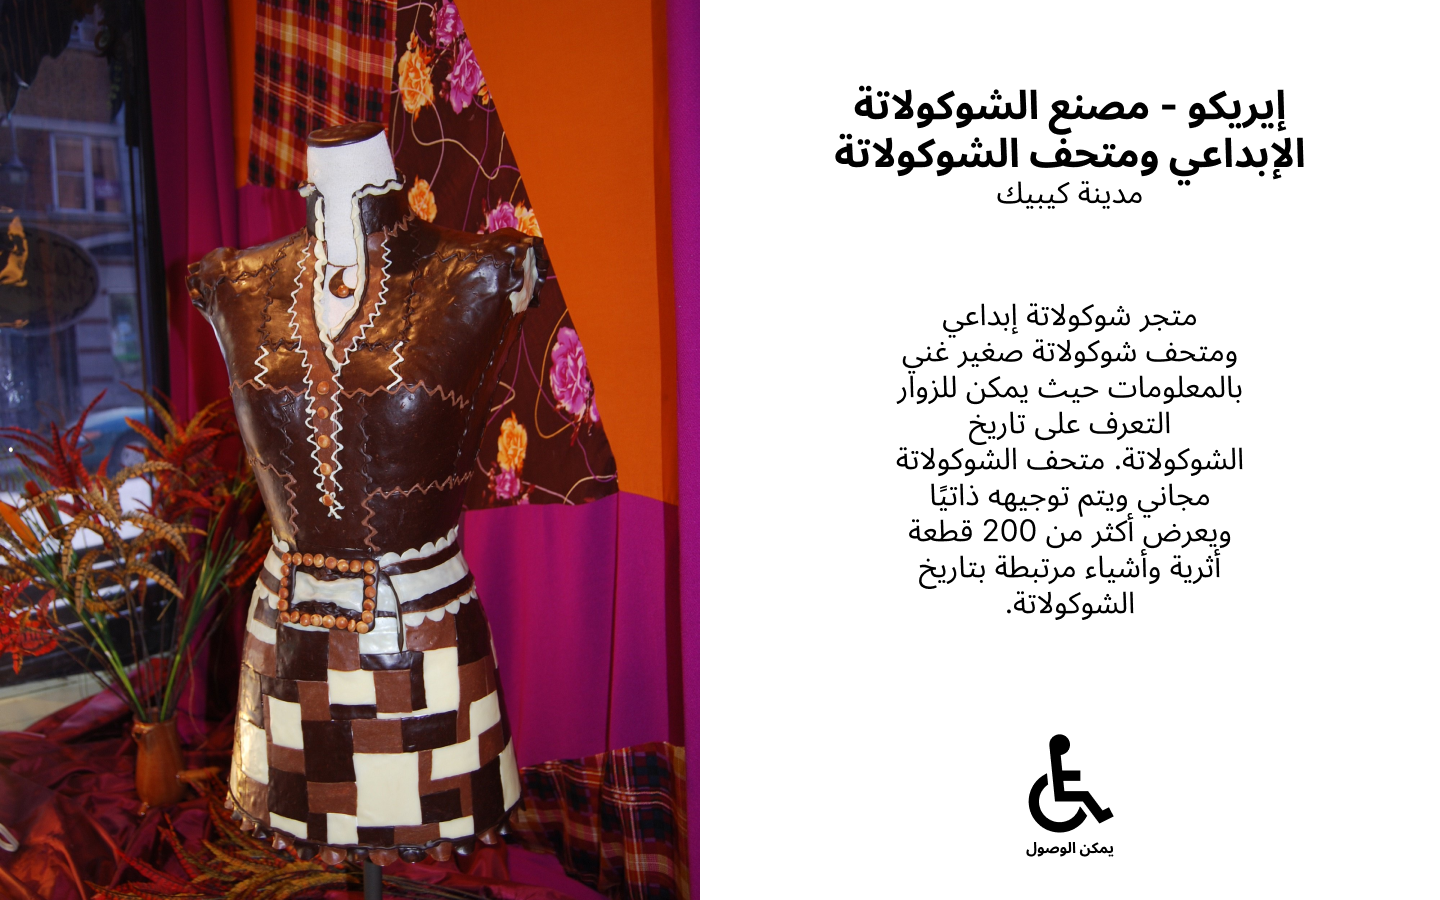 إيريكو - مصنع الشوكولاتة
الإبداعي ومتحف الشوكولاتة
مدينة كيبيك
متجر شوكولاتة إبداعي
ومتحف شوكولاتة صغير غني
بالمعلومات حيث يمكن للزوار
التعرف على تاريخ
الشوكولاتة. متحف الشوكولاتة
مجاني ويتم توجيهه ذاتيًا
ويعرض أكثر من 200 قطعة
أثرية وأشياء مرتبطة بتاريخ
الشوكولاتة.
يمكن الوصول